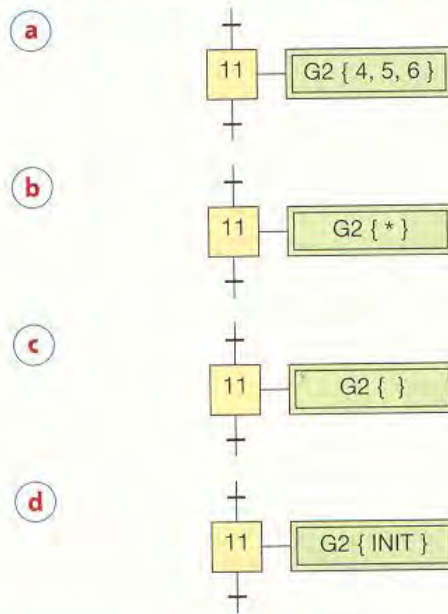 a
11 G2 { 4, 5, 6 }
b
11 G2 { * }
c
11 G2 { }
d
11 G2 { INIT }